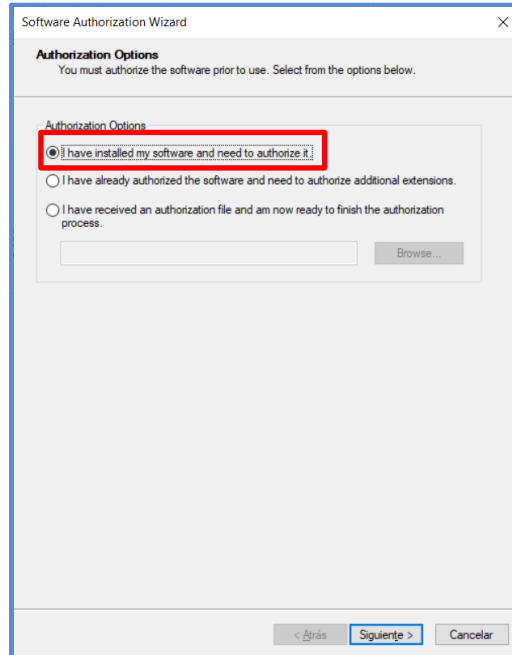 Software Authorization Wizard
Authorization Options
You must authorize the software prior to use. Select from the options below.
Authorization Options
I have installed my software and need to authorize it.
I have already authorized the software and need to authorize additional extensions.
I have received an authorization file and am now ready to finish the authorization
process.
Browse...
< Atrás Siguiente > Cancelar